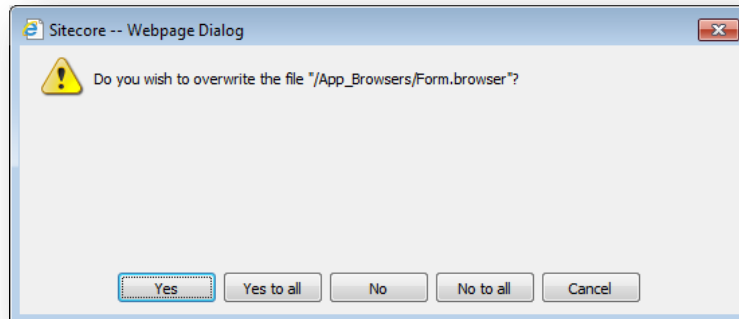 Sitecore -- Webpage Dialog
Do you wish to overwrite the file "/App_Browsers/Form.browser"?
Yes Yes to all No No to all Cancel